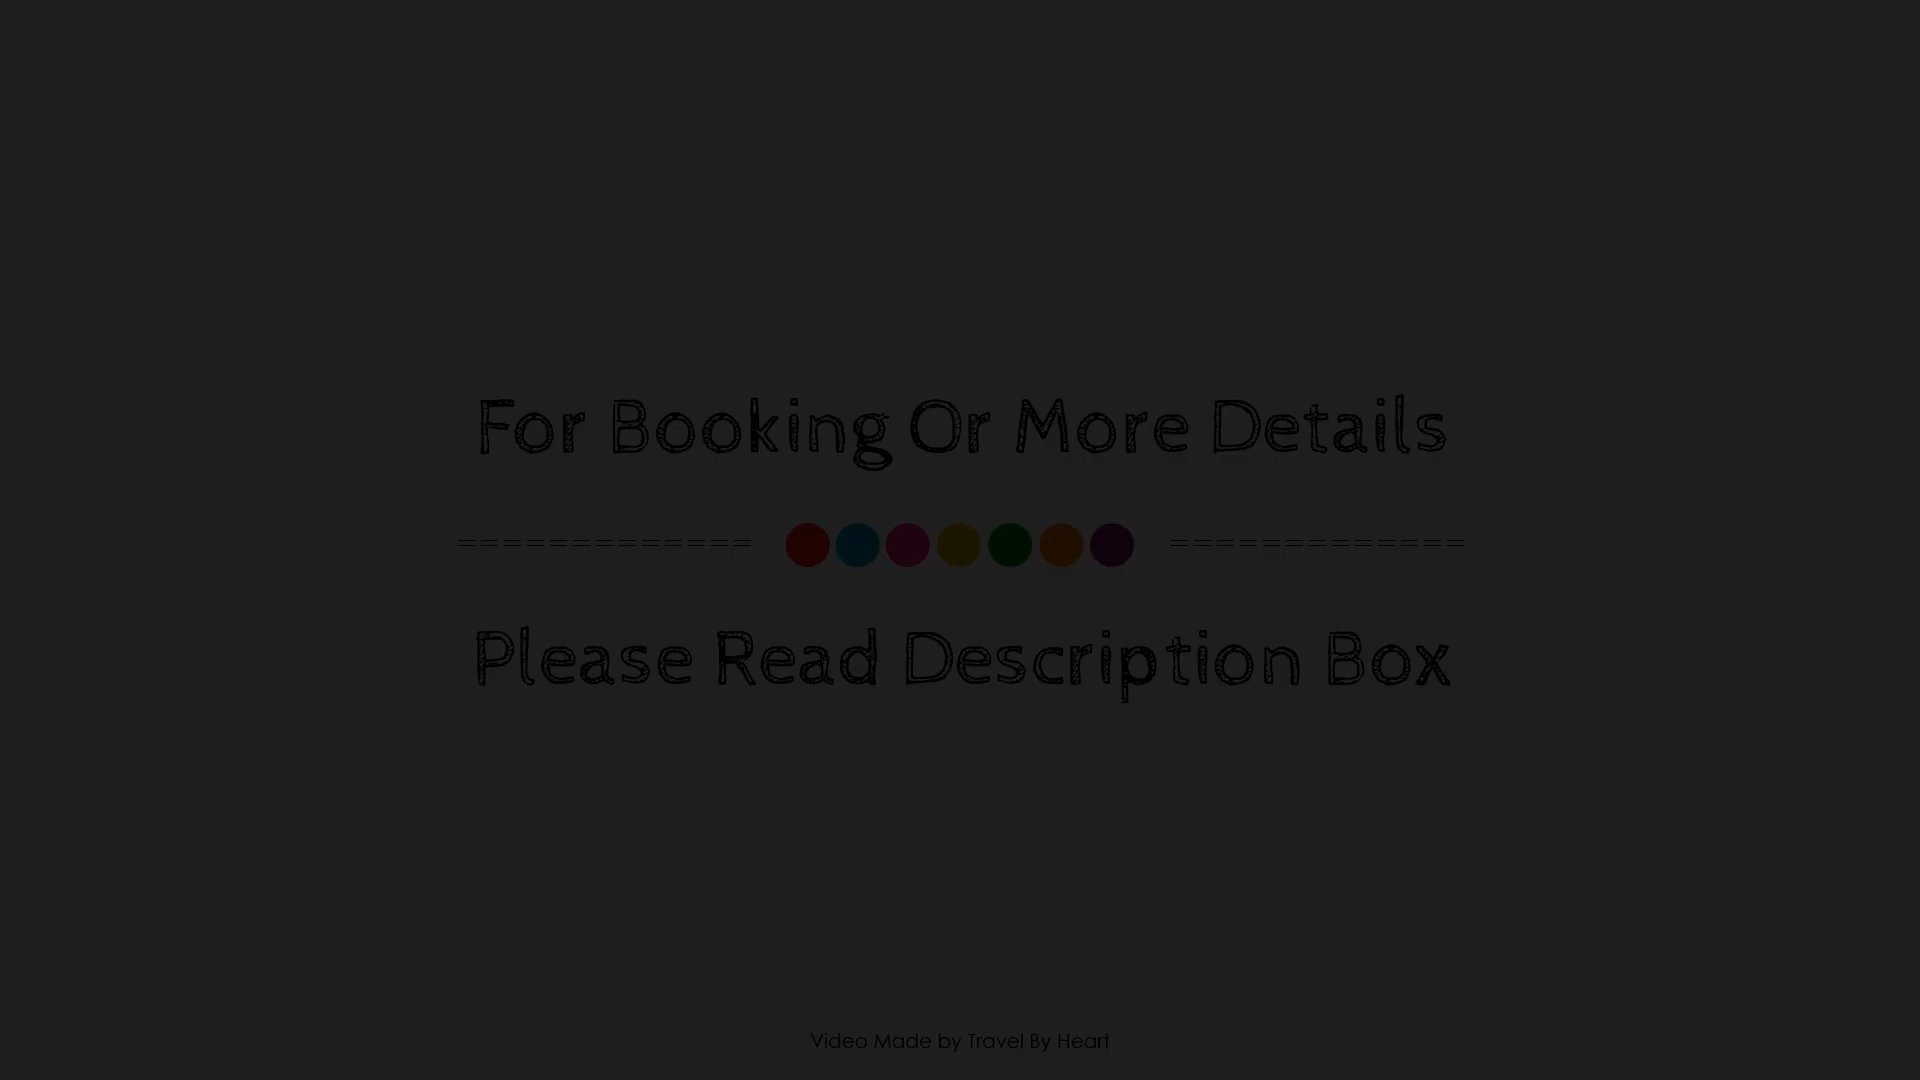 For Booking Or More Details
============= =============
Please Read Description Box
Video Made by Travel By Heart